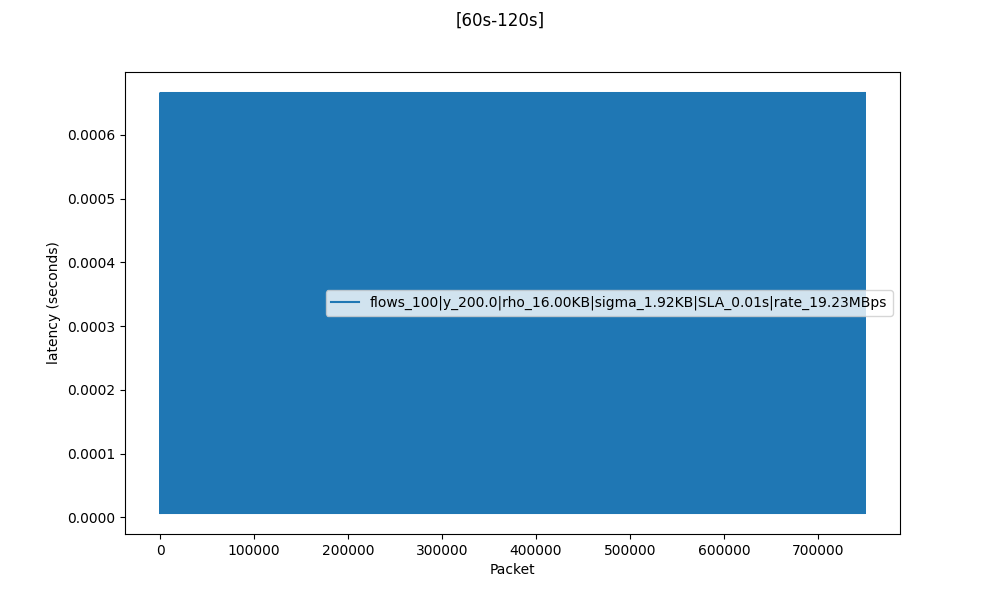 [60s-120s]
0.0006
0.0005
0.0004
0.0003
0.0002
0.0001
0.0000
latency (seconds)
flows_100|y_200.0|rho_16.00KB|sigma_1.92KB|SLA_0.01s|rate_19.23MBps
0 100000 200000 300000 400000 500000 600000 700000
Packet